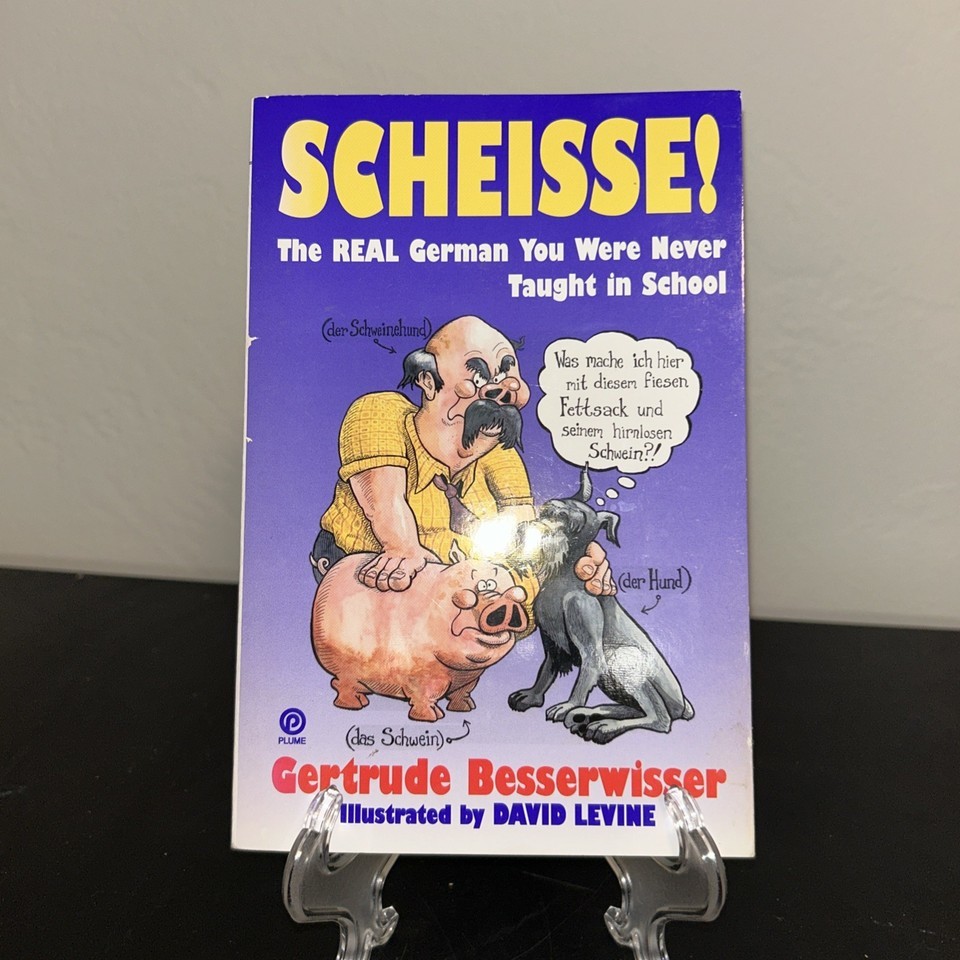 SCHEISSE!
The REAL German You Were Never
Taught in School
(der Schweinehund)
Was mache ich hier
mit diesem fiesen
Fettsack und
seinem hirnlosen
Schwein?!
(der Hund)
PLUME
(das Schwein)
Gertrude Besserwisser
Illustrated by DAVID LEVINE